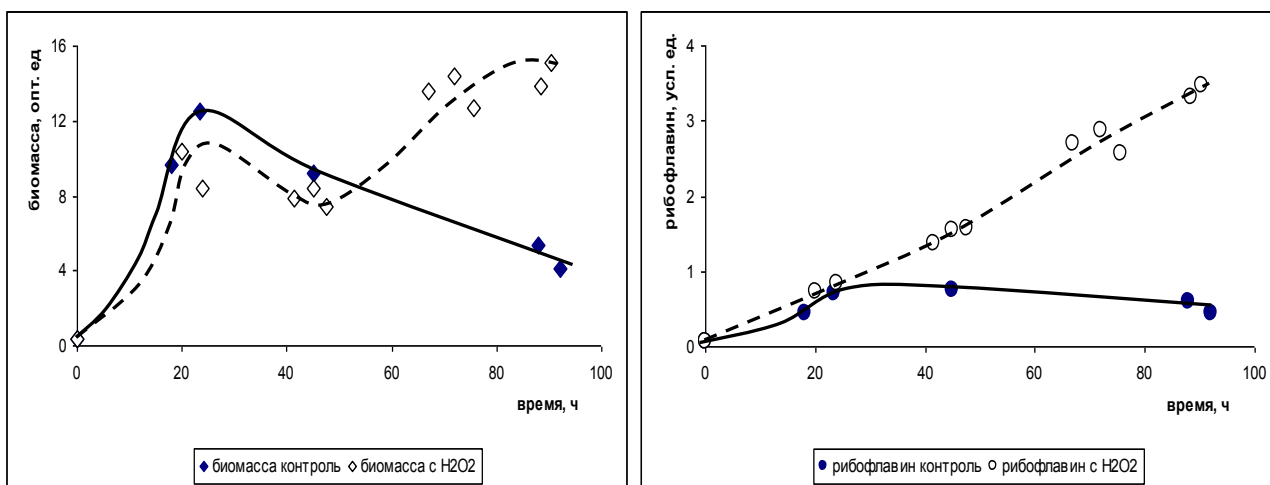 биомасса, опт. ед
16
12
8
4
0
0 20 40 60 80 100
время, ч
биомасса контроль биомасса с H2O2
рибофлавин, усл. ед.
4
3
2
1
0
0 20 40 60 80 100
время, ч
рибофлавин контроль рибофлавин с H2O2